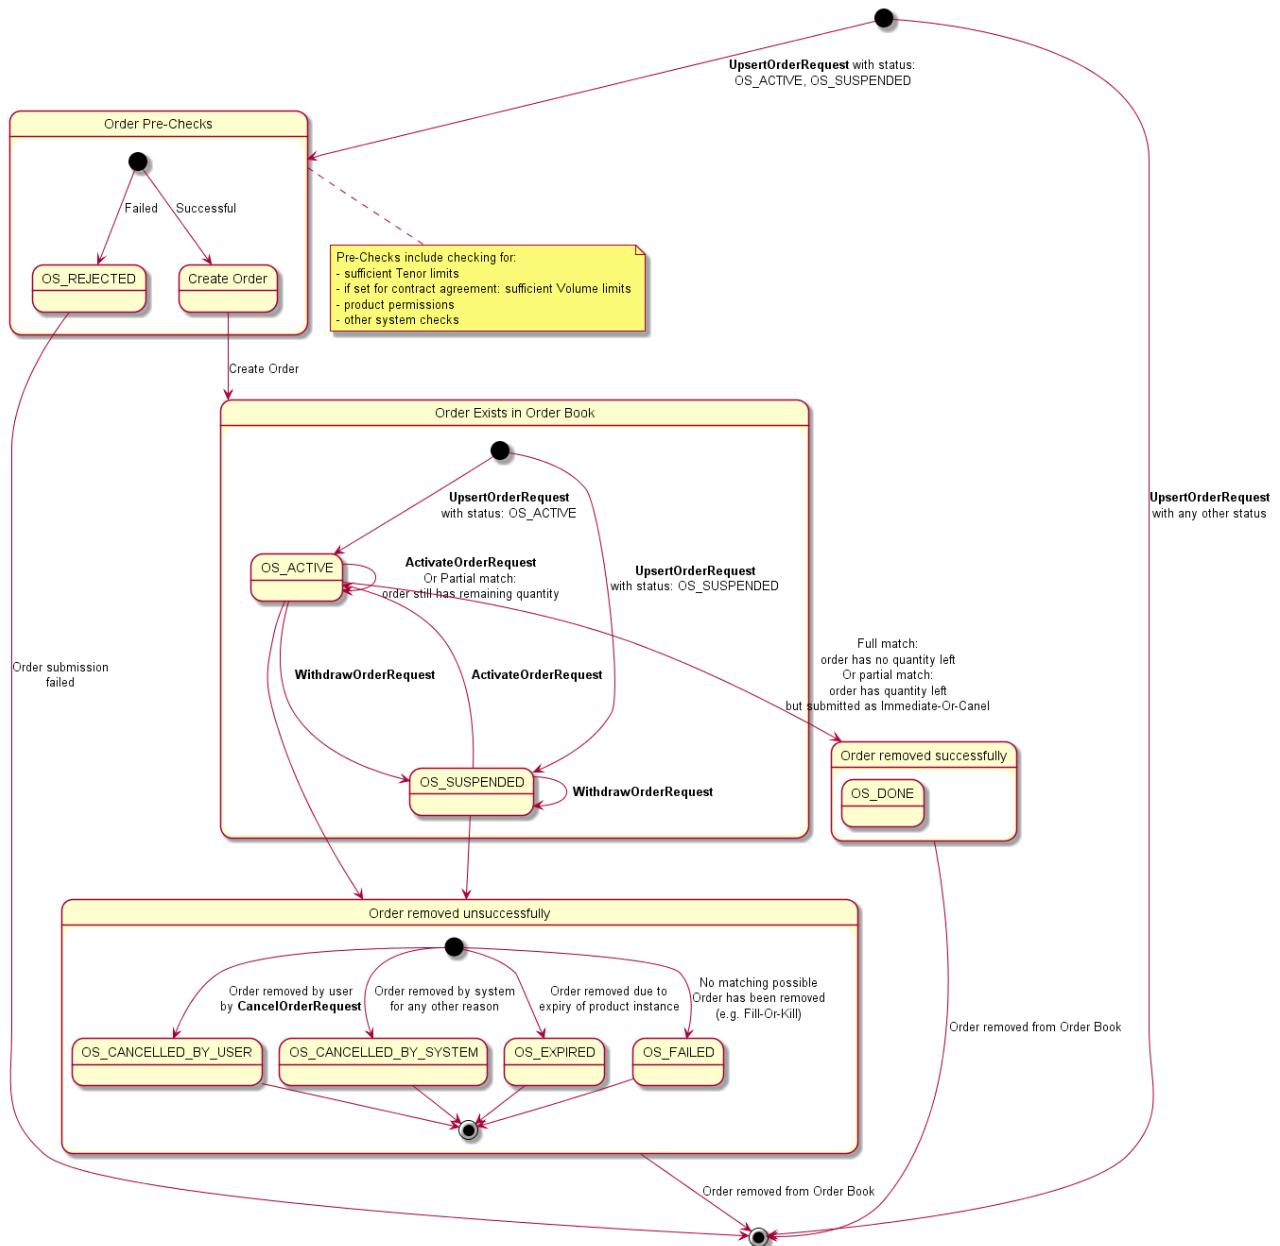 UpsertOrderRequest with status:
OS_ACTIVE, OS_SUSPENDED
Order Pre-Checks
Failed
Successful
OS_REJECTED
Create Order
Pre-Checks include checking for:
- sufficient Tenor limits
- if set for contract agreement: sufficient Volume limits
- product permissions
- other system checks
Create Order
Order Exists in Order Book
UpsertOrderRequest
with status: OS_ACTIVE
UpsertOrderRequest
with any other status
OS_ACTIVE
ActivateOrderRequest
Or Partial match:
order still has remaining quantity
UpsertOrderRequest
with status: OS_SUSPENDED
Order submission
failed
WithdrawOrderRequest
ActivateOrderRequest
Full match:
order has no quantity left
Or partial match:
order has quantity left
but submitted as Immediate-Or-Canel
Order removed successfully
OS_DONE
OS_SUSPENDED
WithdrawOrderRequest
Order removed unsuccessfully
Order removed by user
by CancelOrderRequest
Order removed by system
for any other reason
Order removed due to
expiry of product instance
No matching possible
Order has been removed
(e.g. Fill-Or-Kill)
Order removed from Order Book
OS_CANCELLED_BY_USER
OS_CANCELLED_BY_SYSTEM
OS_EXPIRED
OS_FAILED
Order removed from Order Book